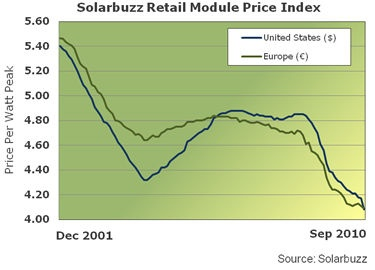 Solarbuzz Retail Module Price Index
Price Per Watt Peak
5.60
5.40
5.20
5.00
4.80
4.60
4.40
4.20
4.00
United States ($)
Europe (€)
Dec 2001
Sep 2010
Source: Solarbuzz